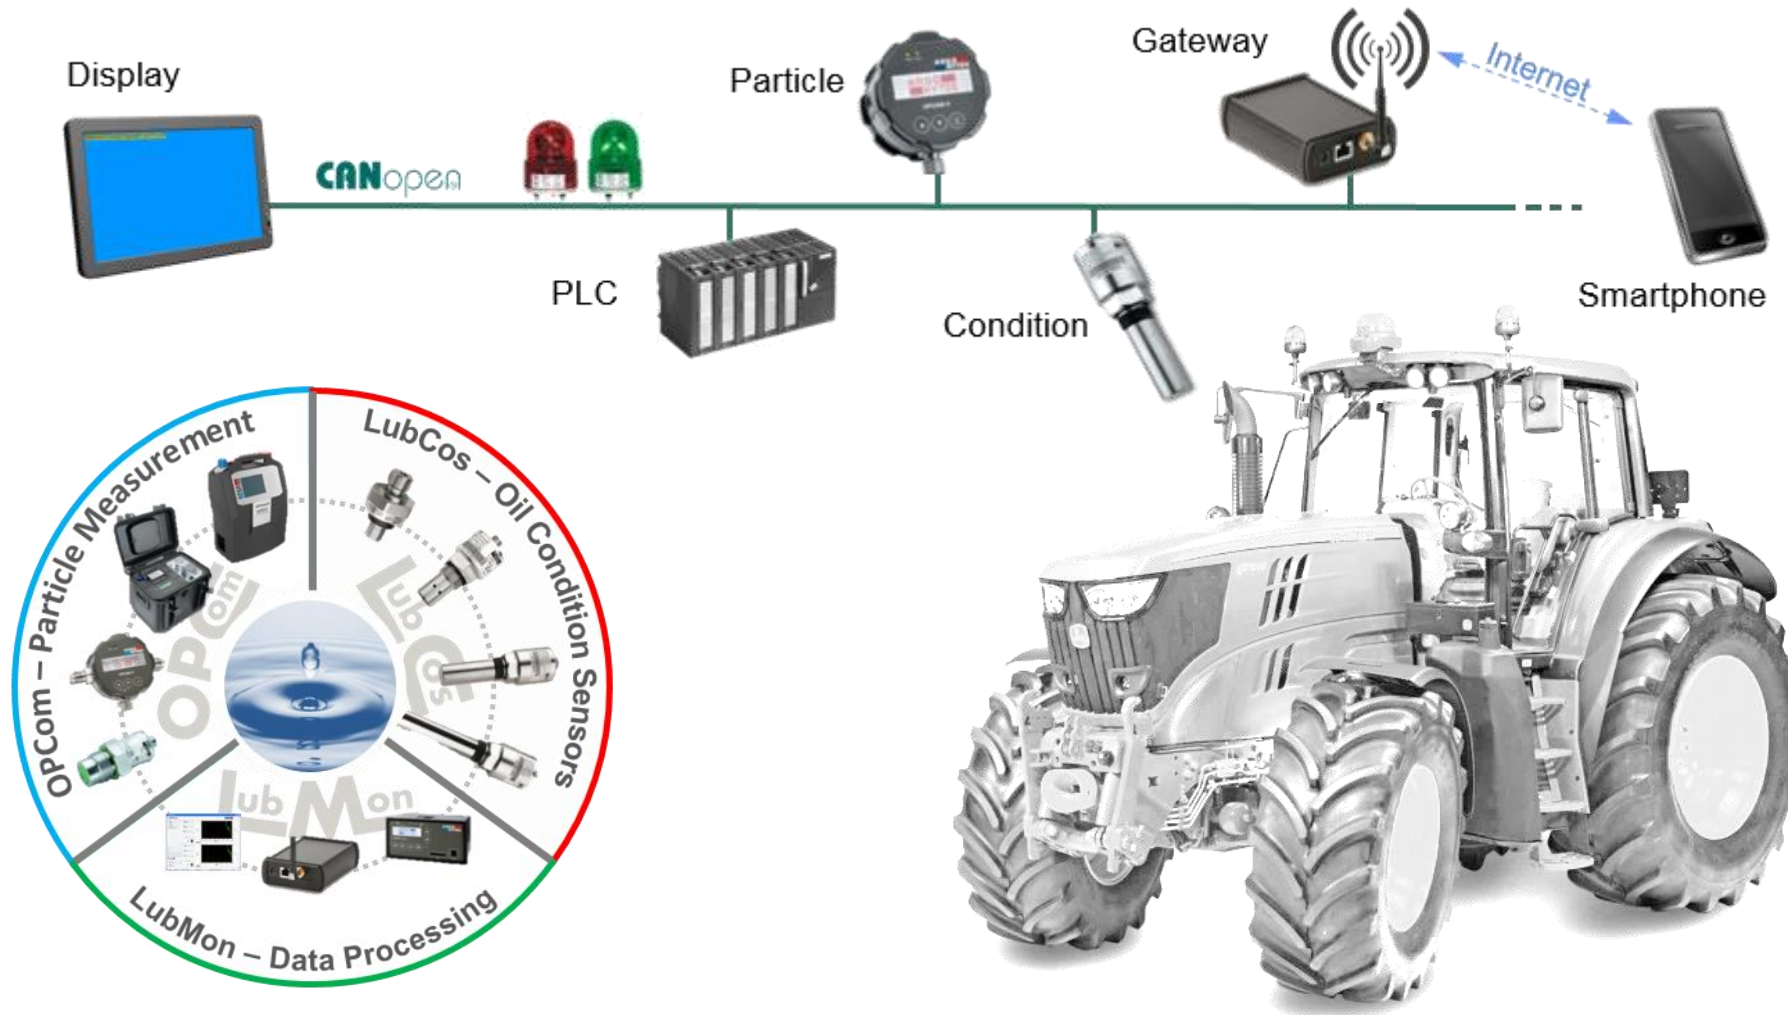 Display
CANopen
Particle
Gateway
Internet
PLC
Condition
Smartphone
OPCom – Particle Measurement
LubCos – Oil Condition Sensors
OPCom
LubCos
LubMon
LubMon – Data Processing